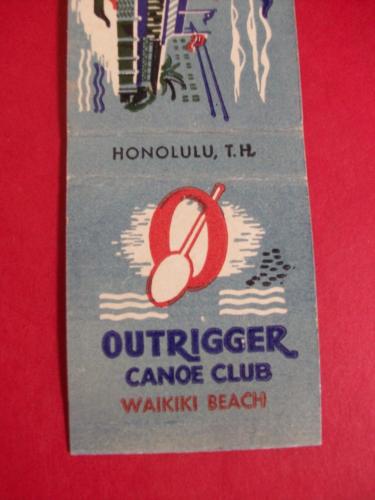 HONOLULU, T.H.
OUTRIGGER
CANOE CLUB
WAIKIKI BEACH